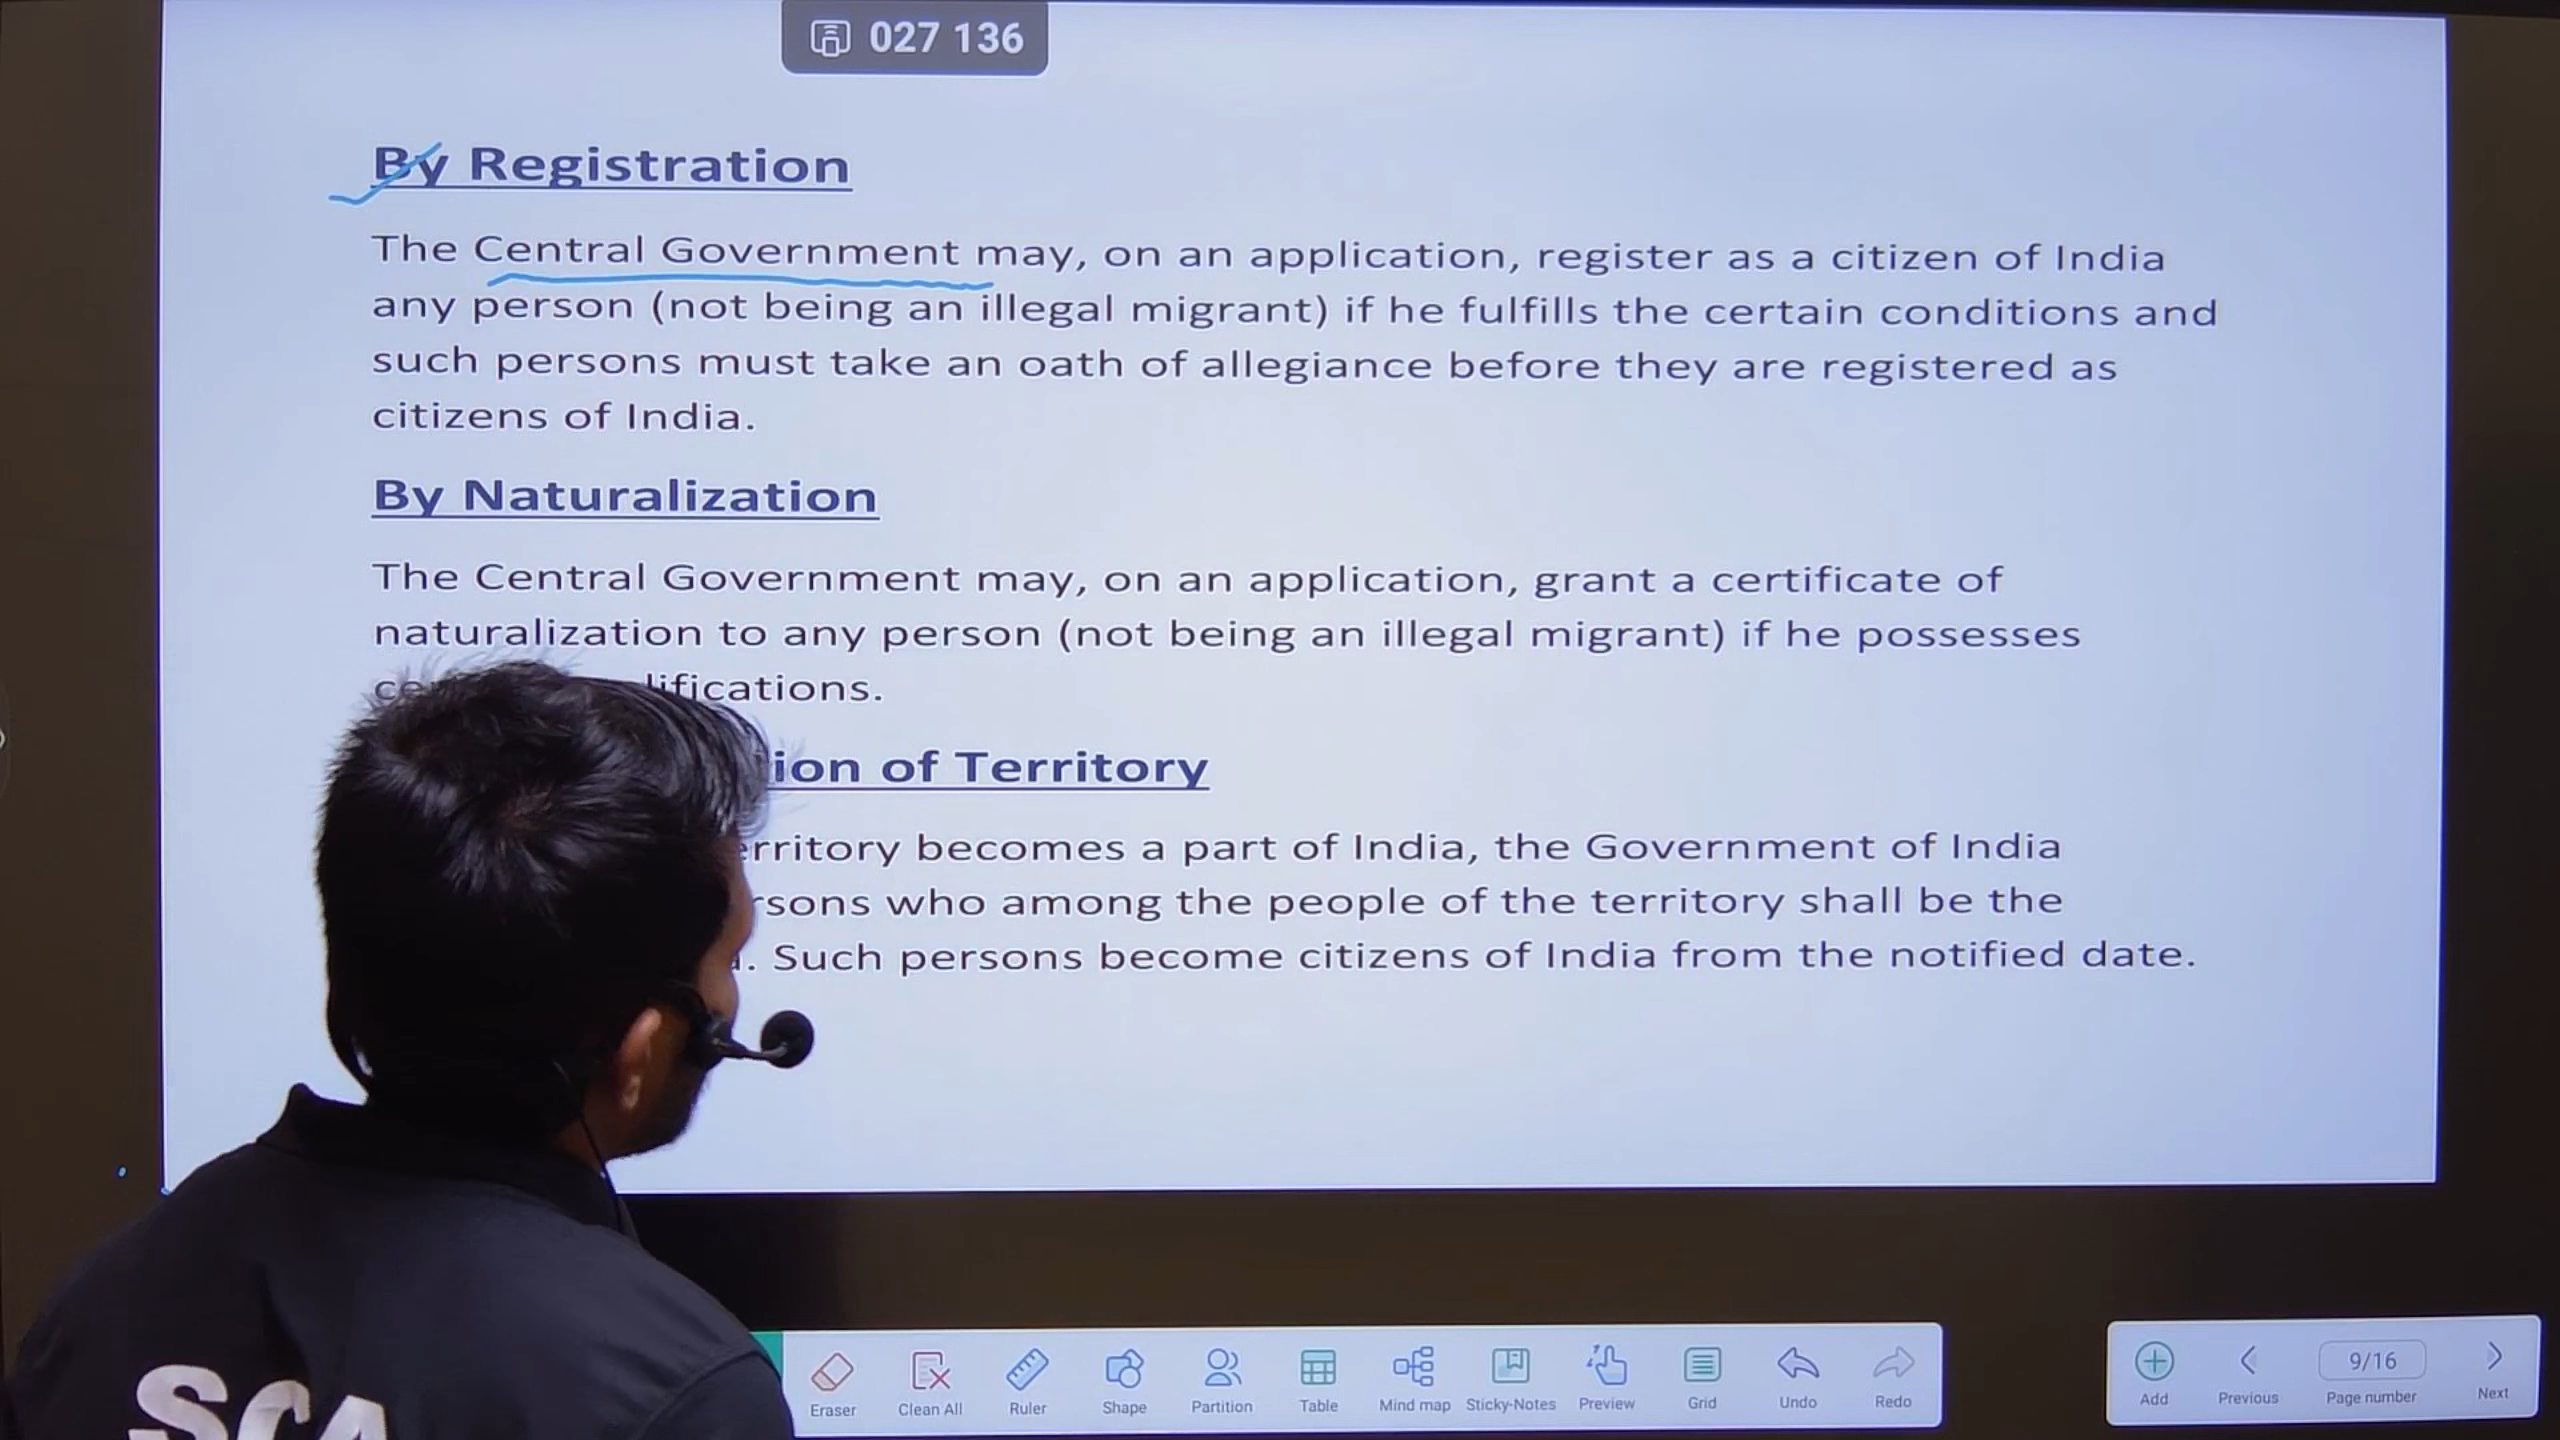 027 136
By Registration
The Central Government may, on an application, register as a citizen of India
any person (not being an illegal migrant) if he fulfills the certain conditions and
such persons must take an oath of allegiance before they are registered as
citizens of India.
By Naturalization
The Central Government may, on an application, grant a certificate of
naturalization to any person (not being an illegal migrant) if he possesses
of Territory
becomes a part of India, the Government of India
who among the people of the territory shall be the
Such persons become citizens of India from the notified date.
SCA
Eraser Clean All Ruler Shape Partition Table Mind map Sticky-Notes Preview Grid Undo Redo
Add Previous 9/16 Page number Next